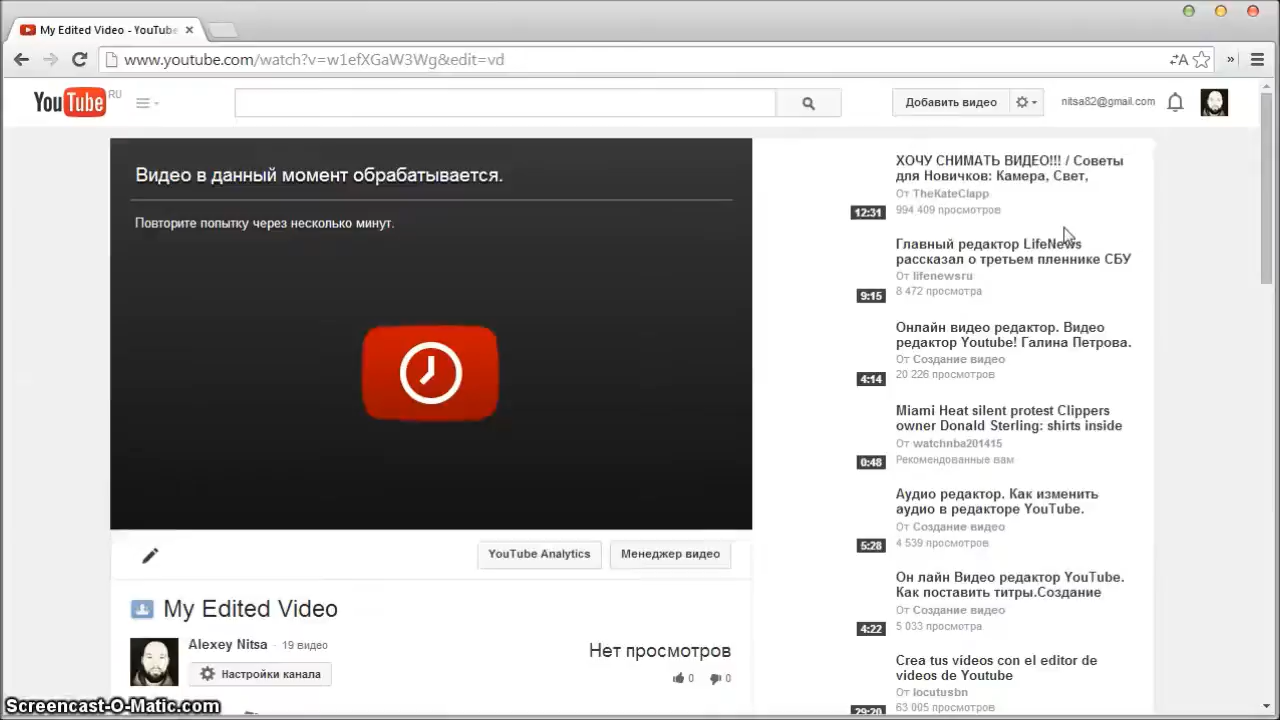 My Edited Video - YouTube
www.youtube.com/watch?v=w1efXGaW3Wg&edit=vd
YouTube RU
Добавить видео
nitsa82@gmail.com
Видео в данный момент обрабатывается.
Повторите попытку через несколько минут.
YouTube Analytics
Менеджер видео
My Edited Video
Alexey Nitsa · 19 видео
Настройки канала
Нет просмотров
0 0
ХОЧУ СНИМАТЬ ВИДЕО!!! / Советы
для Новичков: Камера, Свет,
От TheKateClapp
12:31 994 409 просмотров
Главный редактор LifeNews
рассказал о третьем пленнике СБУ
От lifenewsru
9:15 8 472 просмотра
Онлайн видео редактор. Видео
редактор Youtube! Галина Петрова.
От Создание видео
4:14 20 226 просмотров
Miami Heat silent protest Clippers
owner Donald Sterling: shirts inside
От watchnba201415
0:48 Рекомендованные вам
Аудио редактор. Как изменить
аудио в редакторе YouTube.
От Создание видео
5:28 4 539 просмотров
Он лайн Видео редактор YouTube.
Как поставить титры.Создание
От Создание видео
4:22 5 033 просмотра
Crea tus vídeos con el editor de
vídeos de Youtube
От locutusbn
29:20 63 005 просмотров
Screencast-O-Matic.com